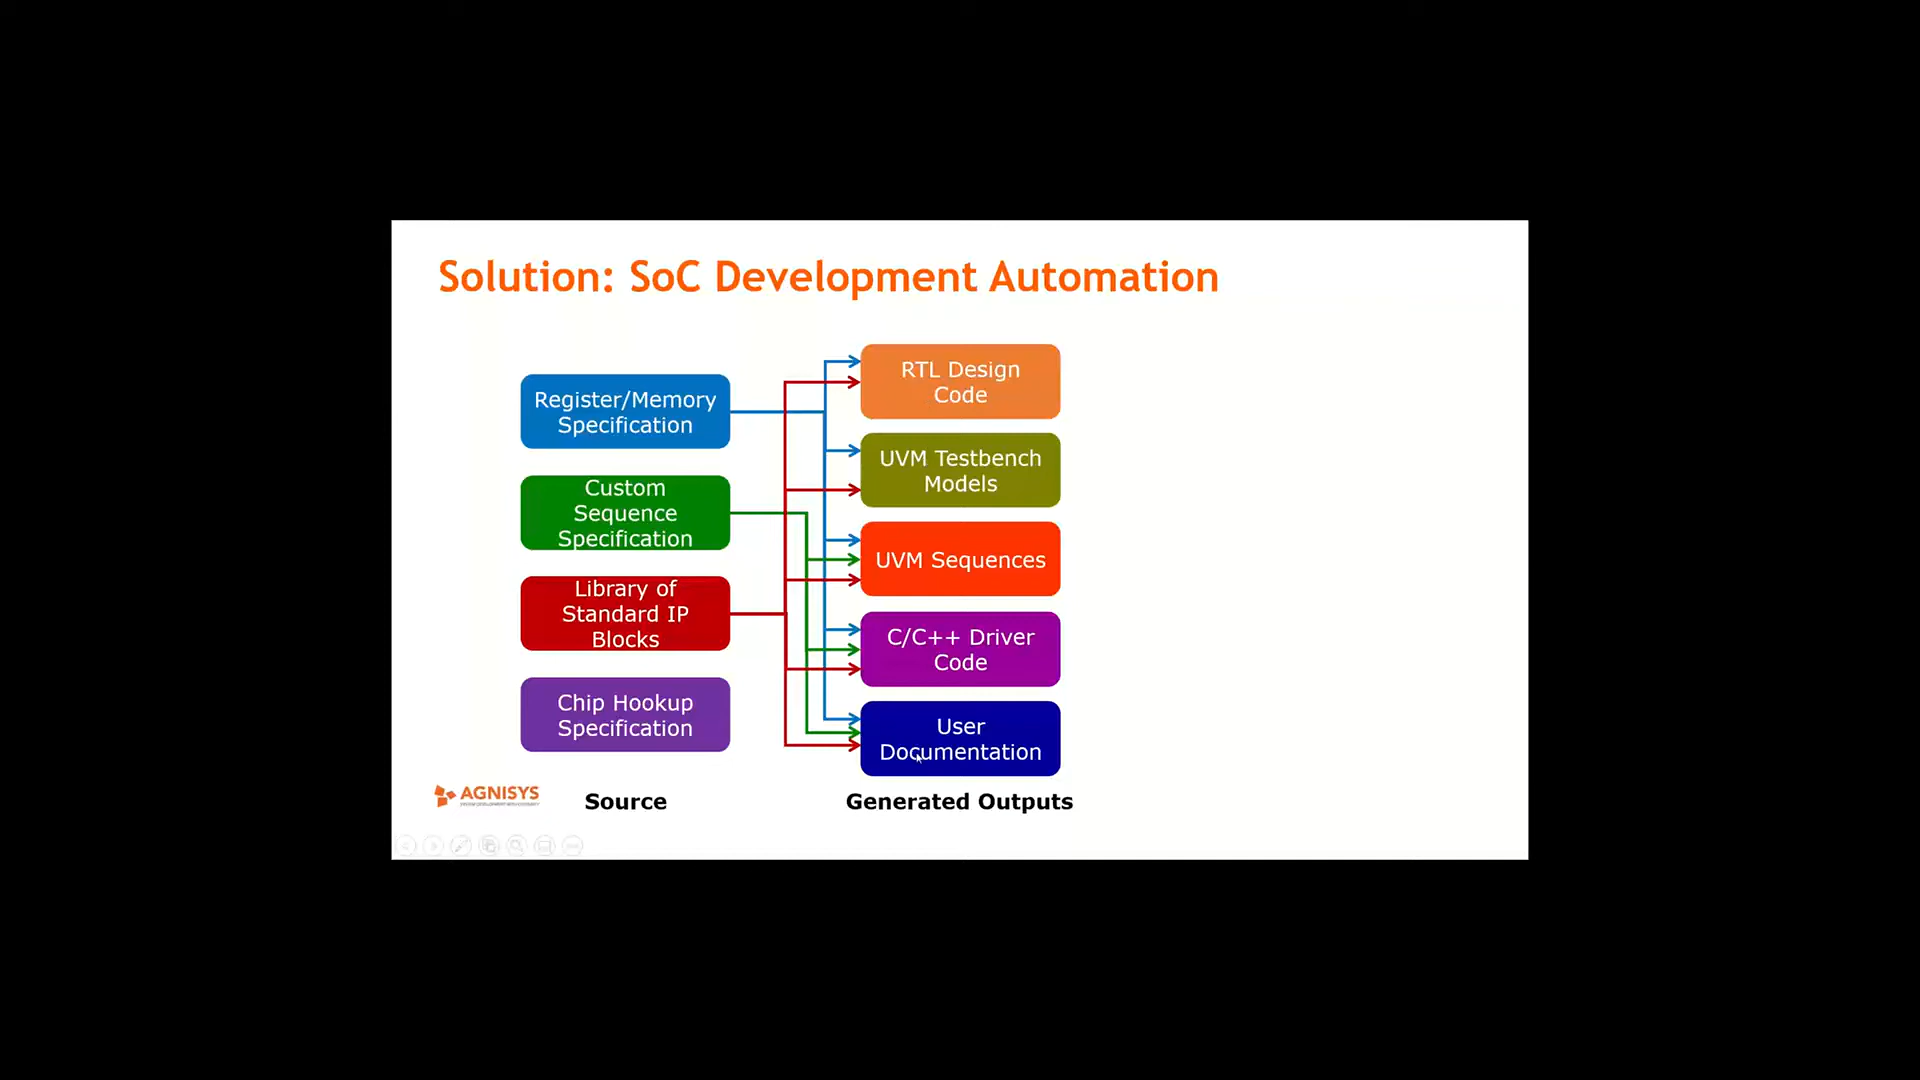 Solution: SoC Development Automation
Register/Memory
Specification
Custom
Sequence
Specification
Library of
Standard IP
Blocks
Chip Hookup
Specification
RTL Design
Code
UVM Testbench
Models
UVM Sequences
C/C++ Driver
Code
User
Documentation
AGNISYS
Source
Generated Outputs